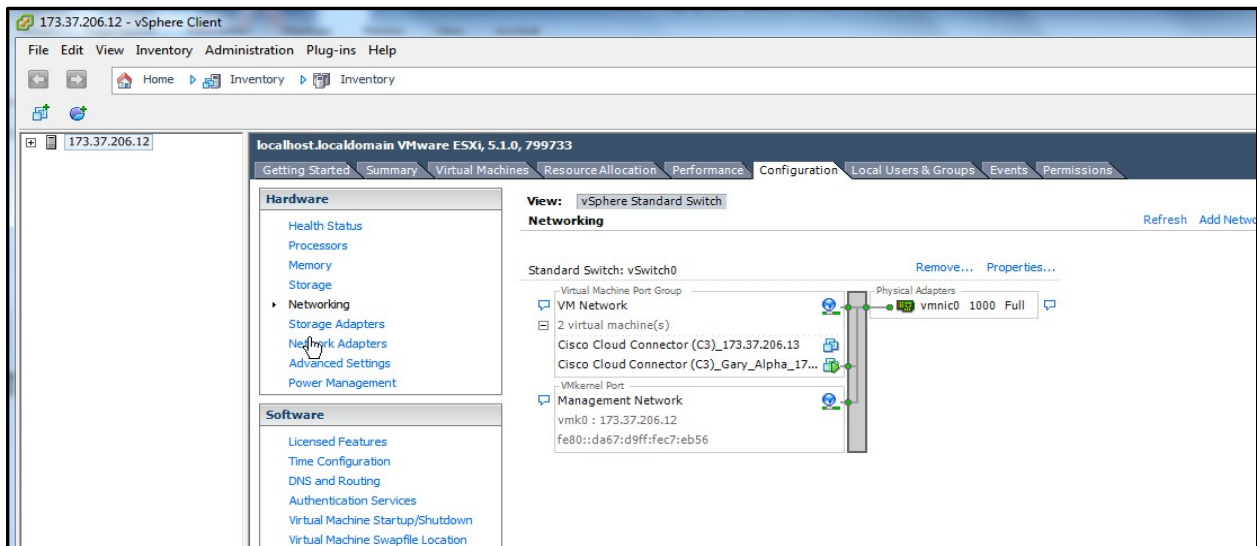 173.37.206.12 - vSphere Client
File Edit View Inventory Administration Plug-ins Help
Home Inventory Inventory
173.37.206.12
localhost.localdomain VMware ESXi, 5.1.0, 799733
Getting Started Summary Virtual Machines Resource Allocation Performance Configuration Local Users & Groups Events Permissions
Hardware
Health Status
Processors
Memory
Storage
Networking
Storage Adapters
Network Adapters
Advanced Settings
Power Management
Software
Licensed Features
Time Configuration
DNS and Routing
Authentication Services
Virtual Machine Startup/Shutdown
Virtual Machine Swapfile Location
View: vSphere Standard Switch
Networking
Refresh Add Netwo
Standard Switch: vSwitch0 Remove... Properties...
Virtual Machine Port Group
VM Network
2 virtual machine(s)
Cisco Cloud Connector (C3)_173.37.206.13
Cisco Cloud Connector (C3)_Gary_Alpha_17...
VMkernel Port
Management Network
vmk0 : 173.37.206.12
fe80::da67:d9ff:fec7:eb56
Physical Adapters
vmnic0 1000 Full